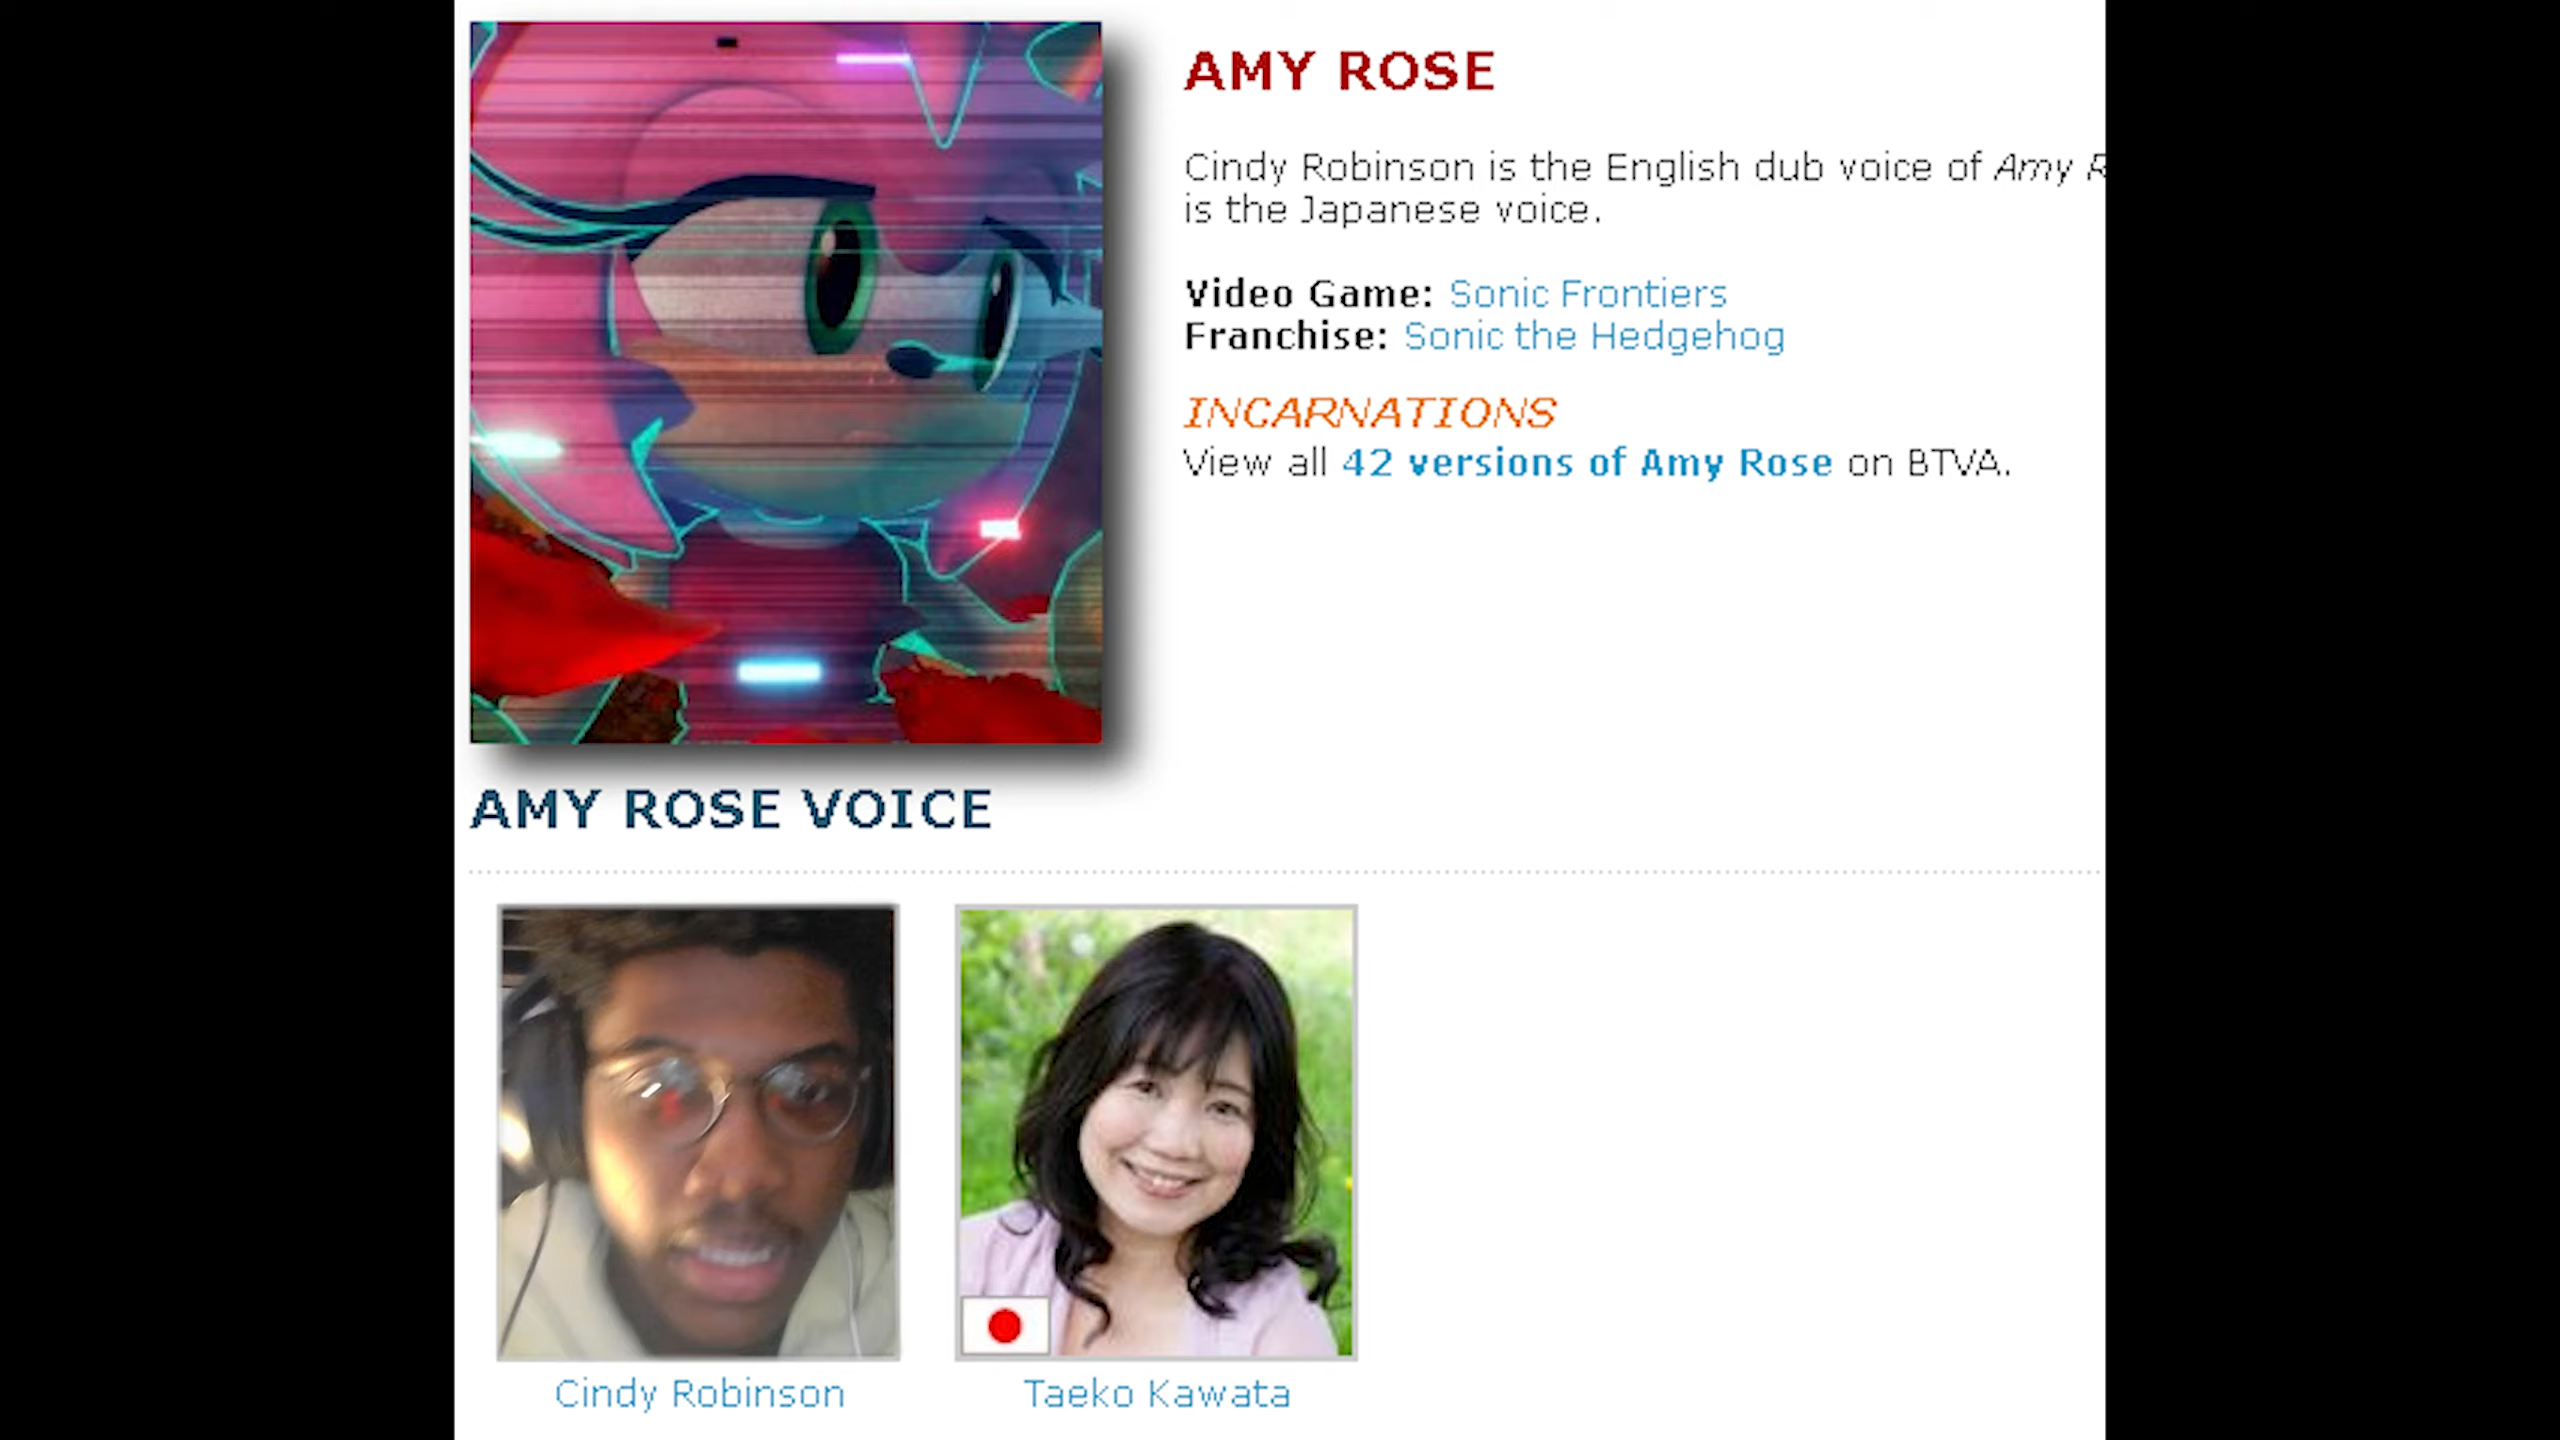 AMY ROSE
Cindy Robinson is the English dub voice of Amy
is the Japanese voice.
Video Game: Sonic Frontiers
Franchise: Sonic the Hedgehog
INCARNATIONS
View all 42 versions of Amy Rose on BTVA.
AMY ROSE VOICE
Cindy Robinson
Taeko Kawata